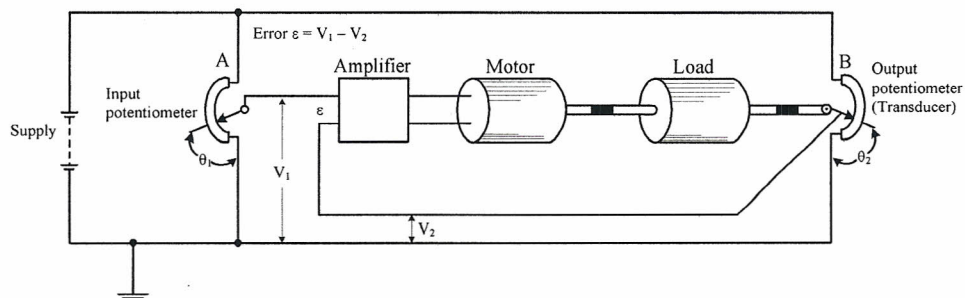 Error ε = V₁ – V₂
A
B
Amplifier
Motor
Load
Output
potentiometer
(Transducer)
Input
potentiometer
ε
Supply
θ₁
V₁
θ₂
V₂